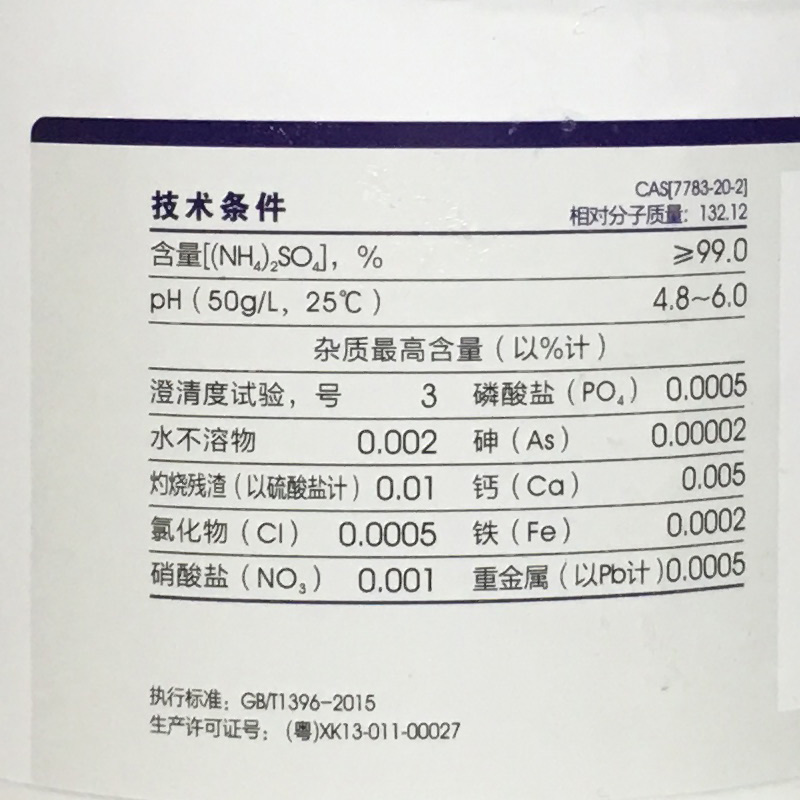 技术条件
CAS[7783-20-2]
相对分子质量: 132.12
含量[(NH₄)₂SO₄], % ≥99.0
pH(50g/L, 25℃) 4.8~6.0
杂质最高含量(以%计)
澄清度试验, 号 3 磷酸盐(PO₄) 0.0005
水不溶物 0.002 砷(As) 0.00002
灼烧残渣(以硫酸盐计) 0.01 钙(Ca) 0.005
氯化物(Cl) 0.0005 铁(Fe) 0.0002
硝酸盐(NO₃) 0.001 重金属(以Pb计) 0.0005
执行标准: GB/T1396-2015
生产许可证号: (粤)XK13-011-00027